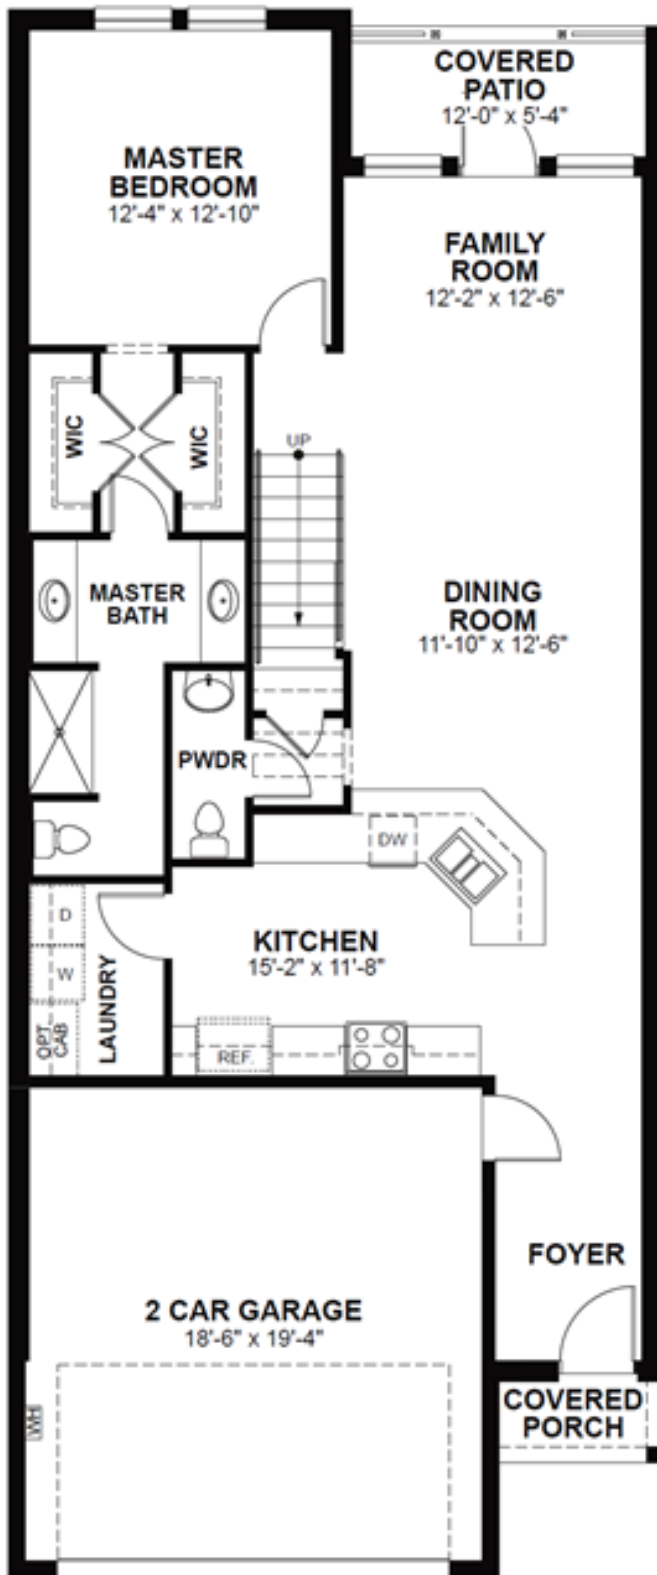 COVERED
PATIO
12'-0" x 5'-4"
MASTER
BEDROOM
12'-4" x 12'-10"
FAMILY
ROOM
12'-2" x 12'-6"
WIC
WIC
UP
MASTER
BATH
DINING
ROOM
11'-10" x 12'-6"
PWDR
DW
D
W
OPT
CAB
LAUNDRY
KITCHEN
15'-2" x 11'-8"
REF.
FOYER
2 CAR GARAGE
18'-6" x 19'-4"
WH
COVERED
PORCH